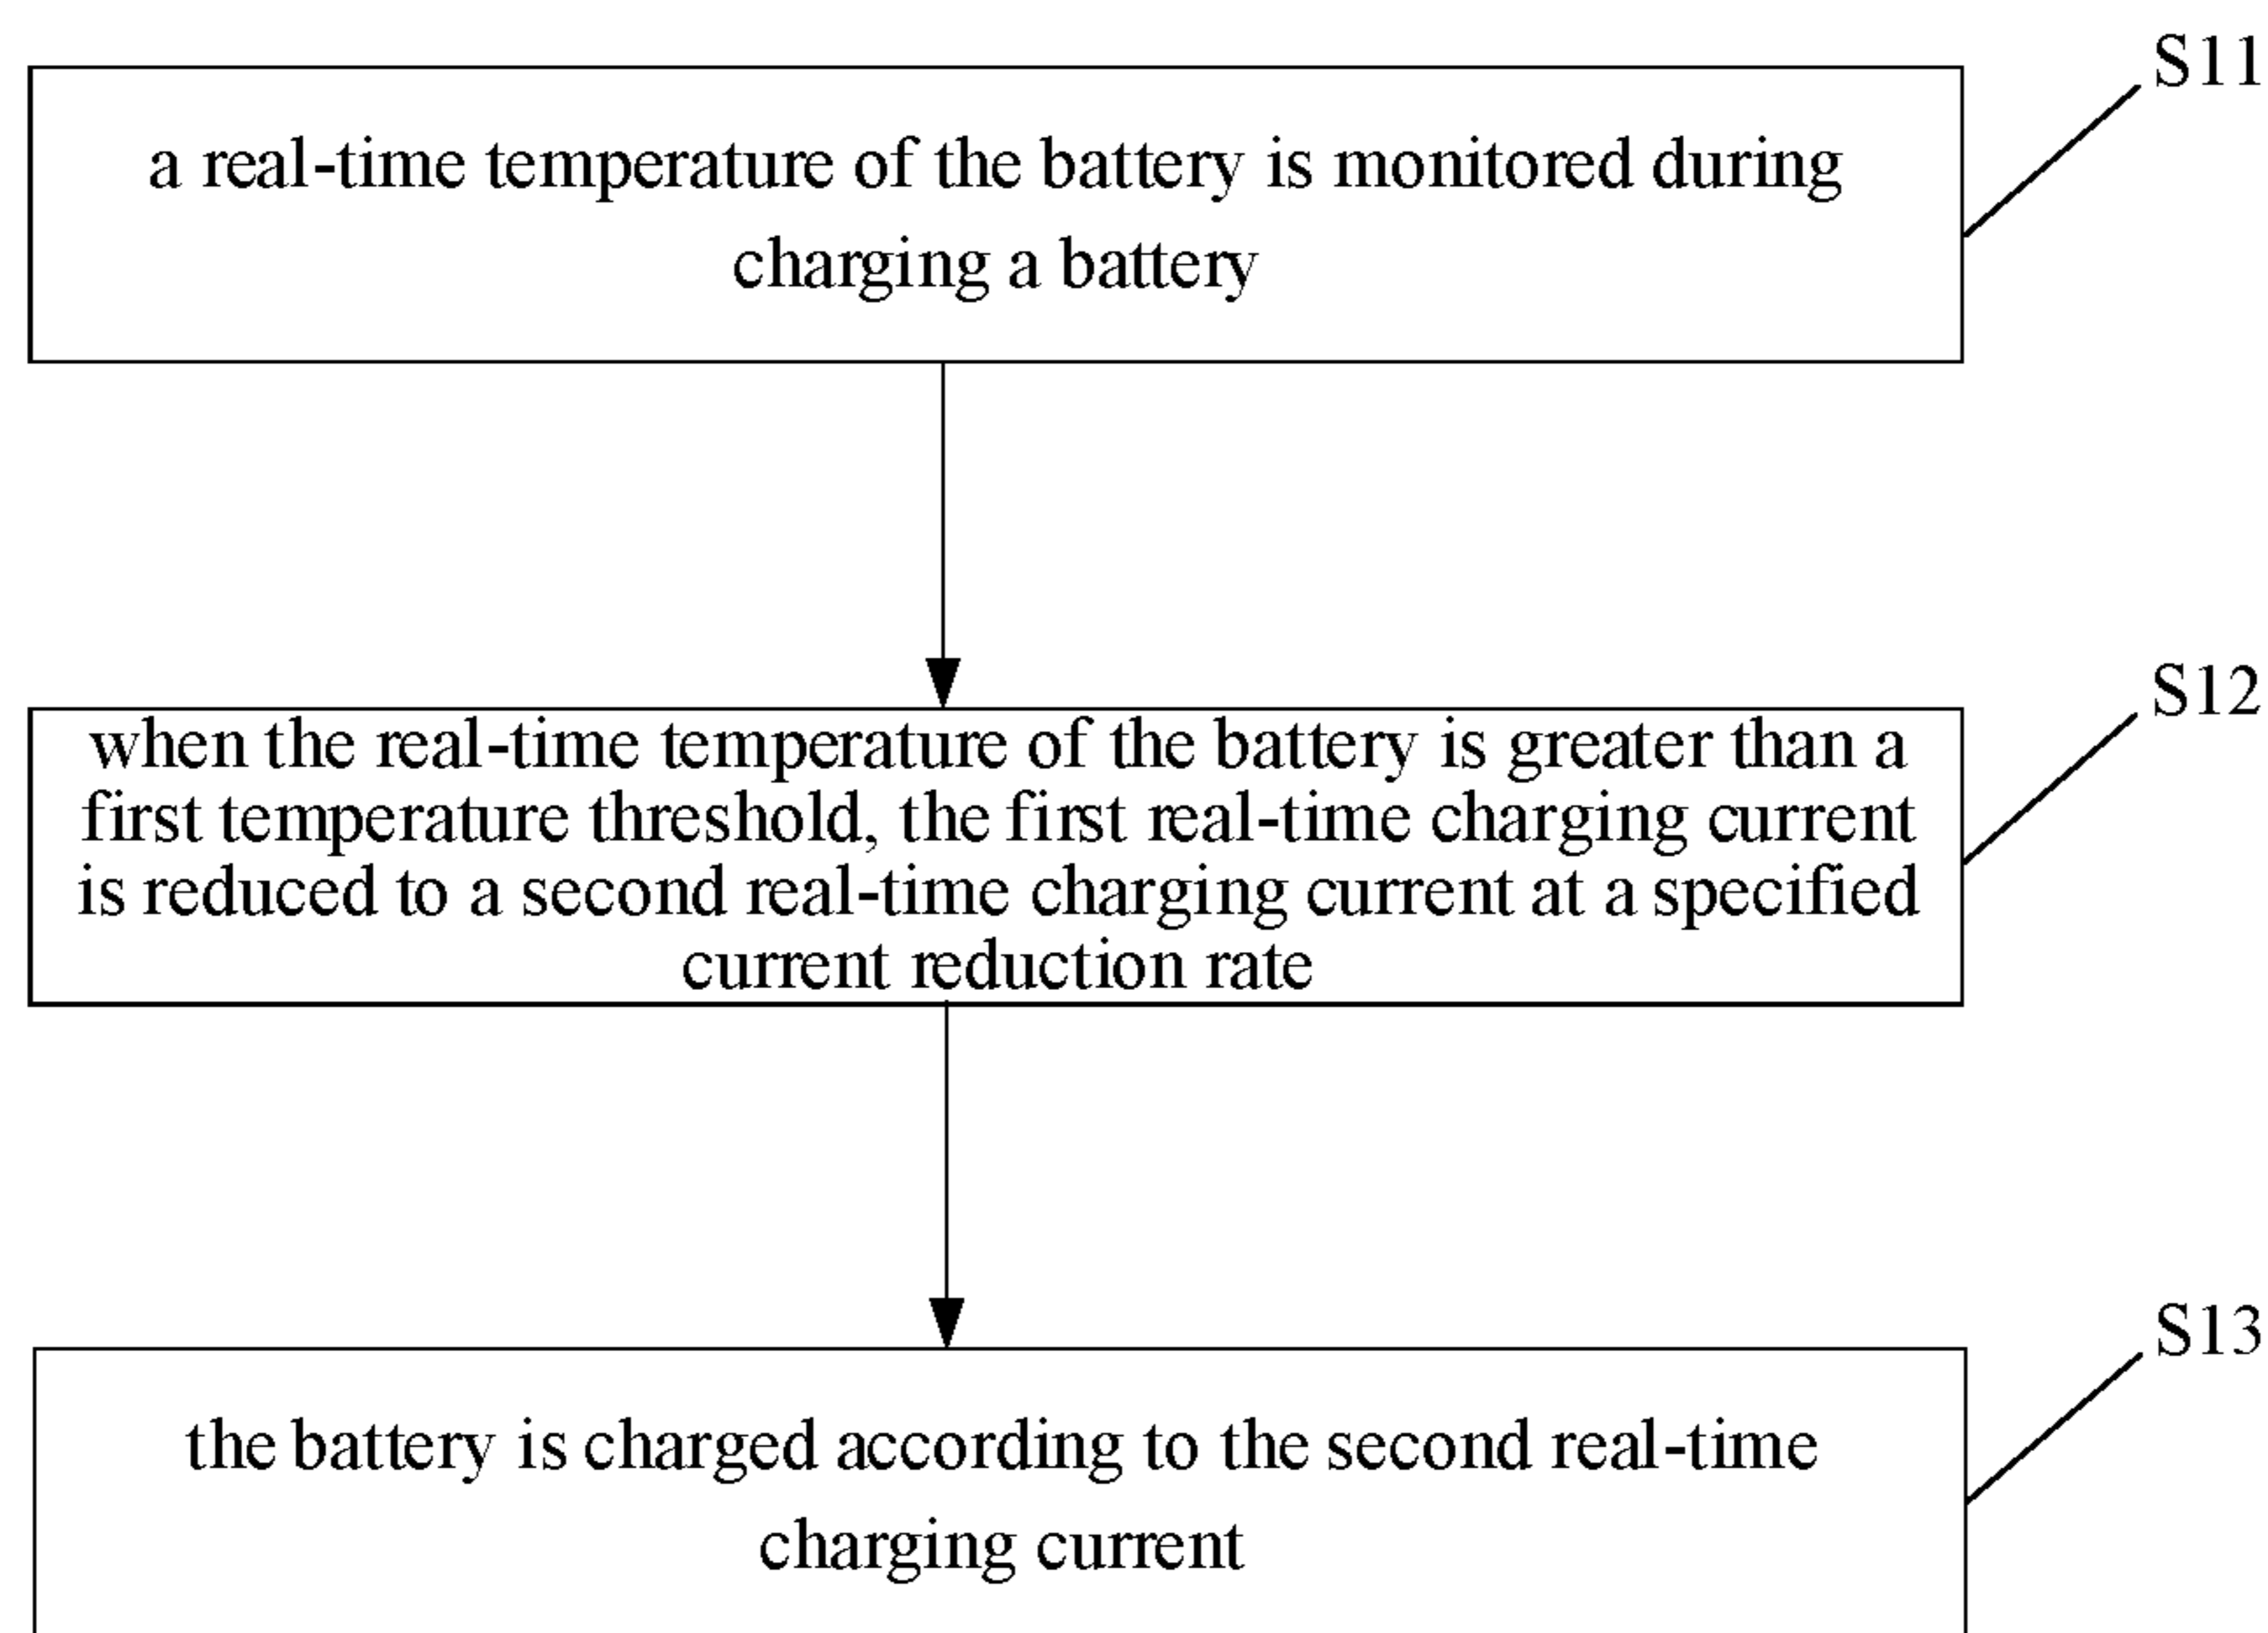 S11
a real-time temperature of the battery is monitored during
charging a battery
S12
when the real-time temperature of the battery is greater than a
first temperature threshold, the first real-time charging current
is reduced to a second real-time charging current at a specified
current reduction rate
S13
the battery is charged according to the second real-time
charging current